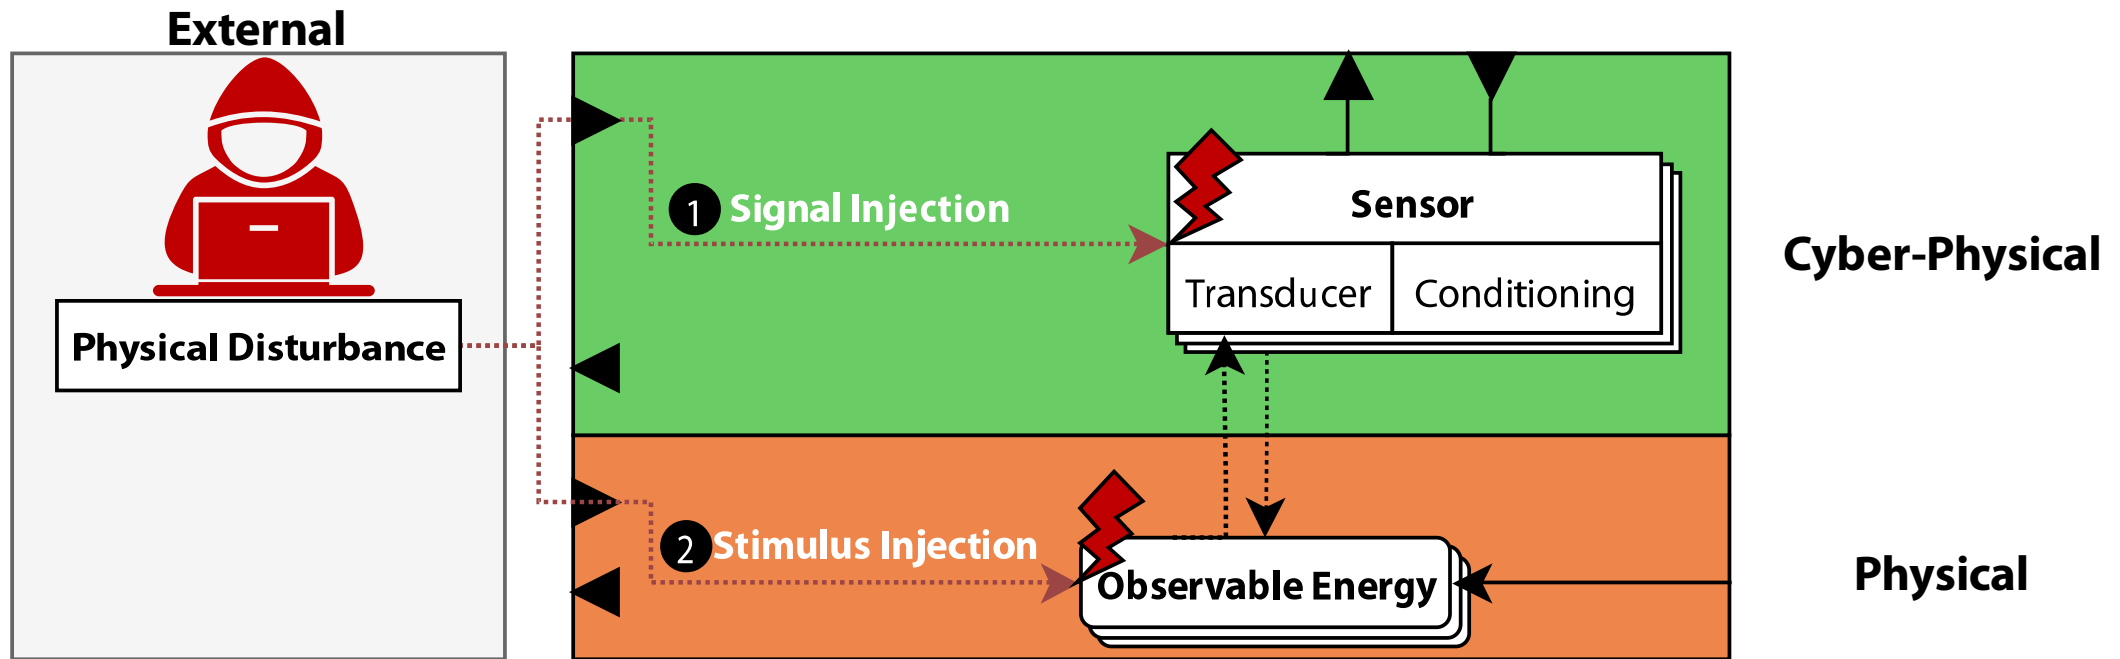 External
Physical Disturbance
1 Signal Injection
Sensor
Transducer
Conditioning
Cyber-Physical
2 Stimulus Injection
Observable Energy
Physical